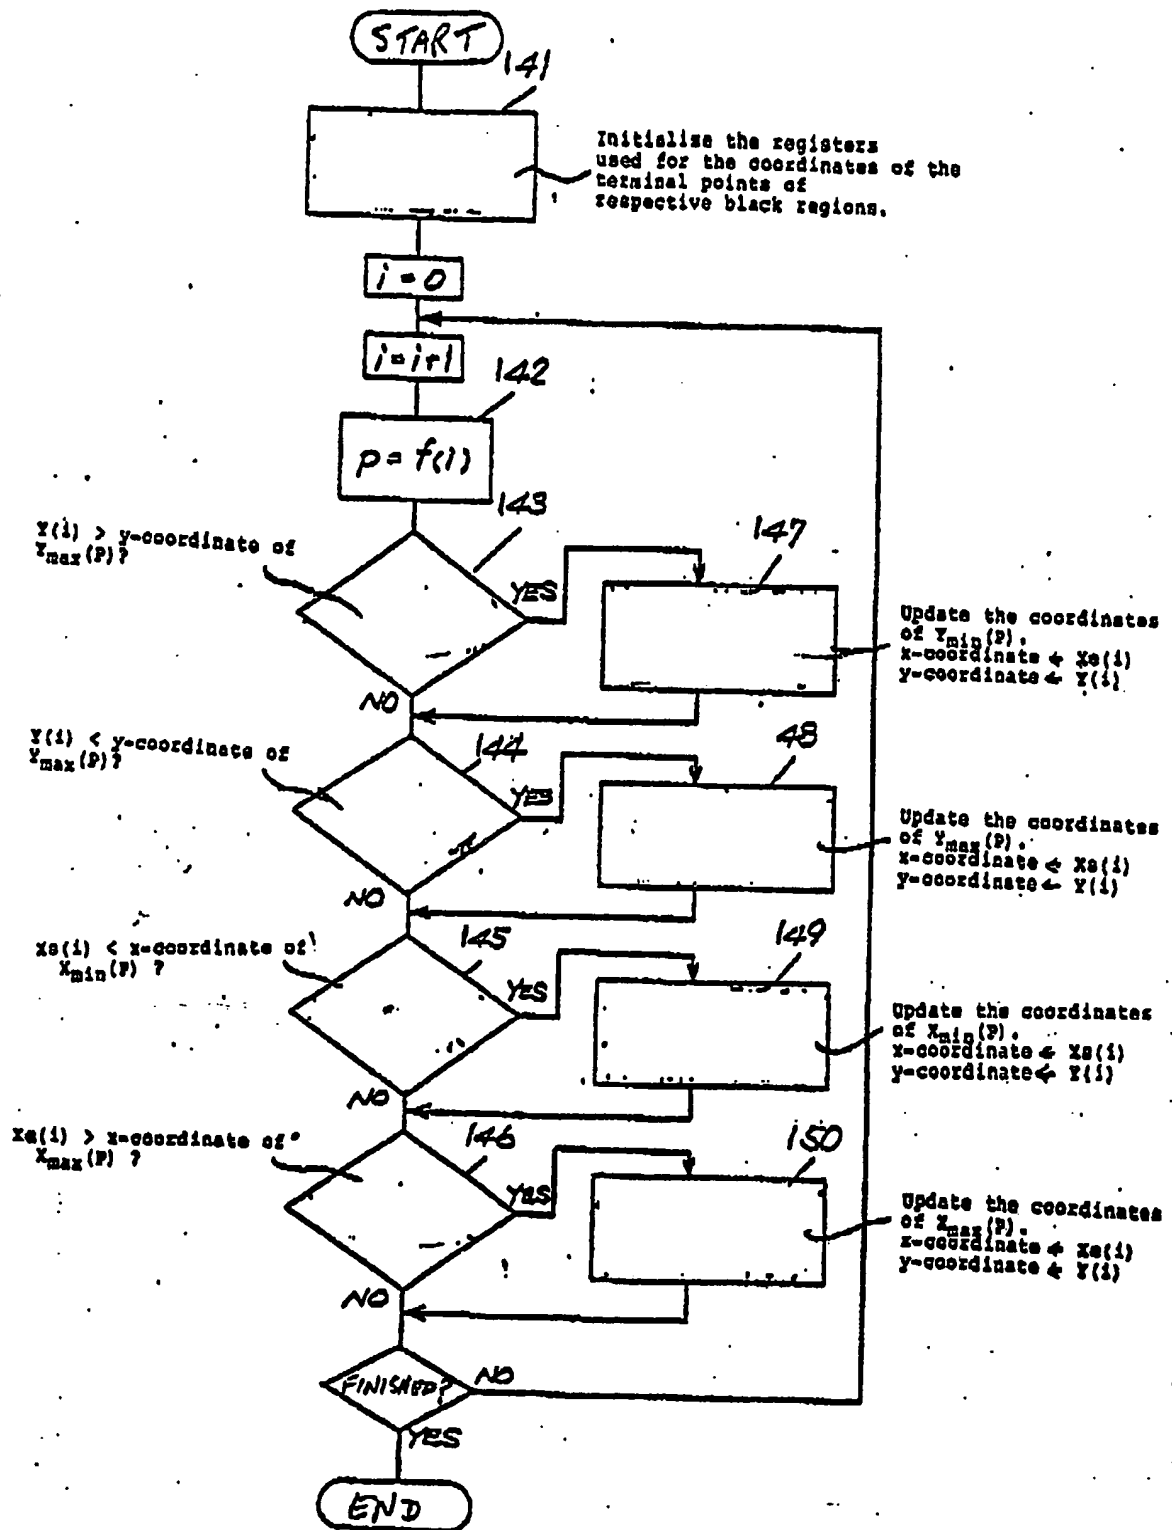 START
141
Initialize the registers
used for the coordinates of the
terminal points of
respective black regions.
i = 0
i = i + 1
142
p = f(i)
143
Y(i) > y-coordinate of
Ymax(P)?
YES
NO
147
Update the coordinates
of Ymin(P).
x-coordinate ← Xs(i)
y-coordinate ← Y(i)
144
Y(i) < y-coordinate of
Ymax(P)?
YES
NO
48
Update the coordinates
of Ymax(P).
x-coordinate ← Xs(i)
y-coordinate ← Y(i)
145
Xs(i) < x-coordinate of
Xmin(P) ?
YES
NO
149
Update the coordinates
of Xmin(P).
x-coordinate ← Xs(i)
y-coordinate ← Y(i)
146
Xe(i) > x-coordinate of
Xmax(P) ?
YES
NO
150
Update the coordinates
of Xmax(P).
x-coordinate ← Xe(i)
y-coordinate ← Y(i)
FINISHED?
NO
YES
END